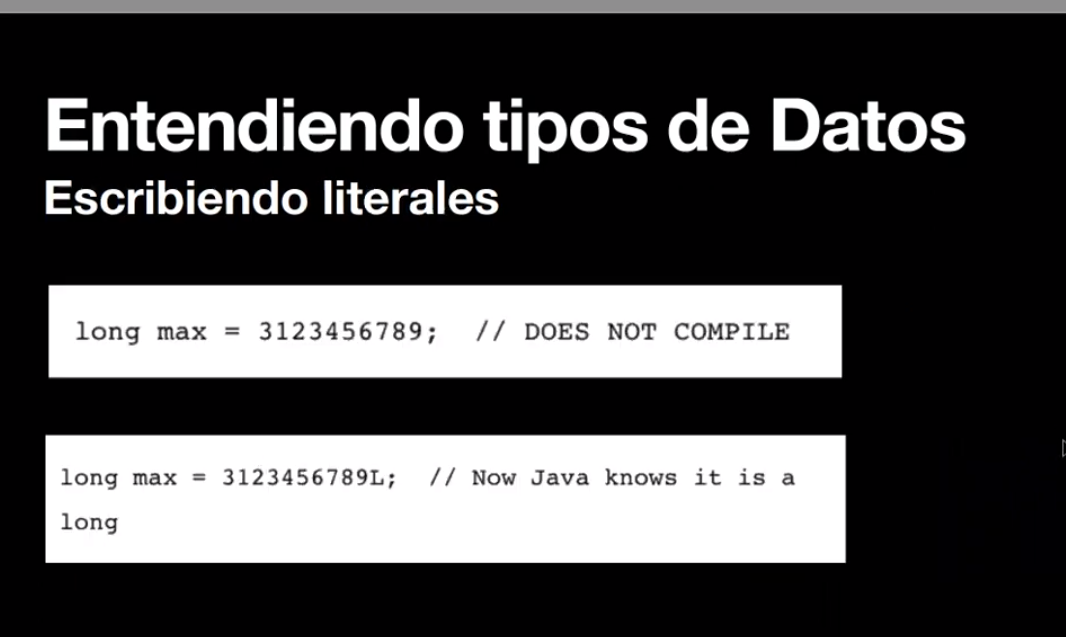 Entendiendo tipos de Datos
Escribiendo literales
long max = 3123456789;  // DOES NOT COMPILE
long max = 3123456789L;  // Now Java knows it is a
long